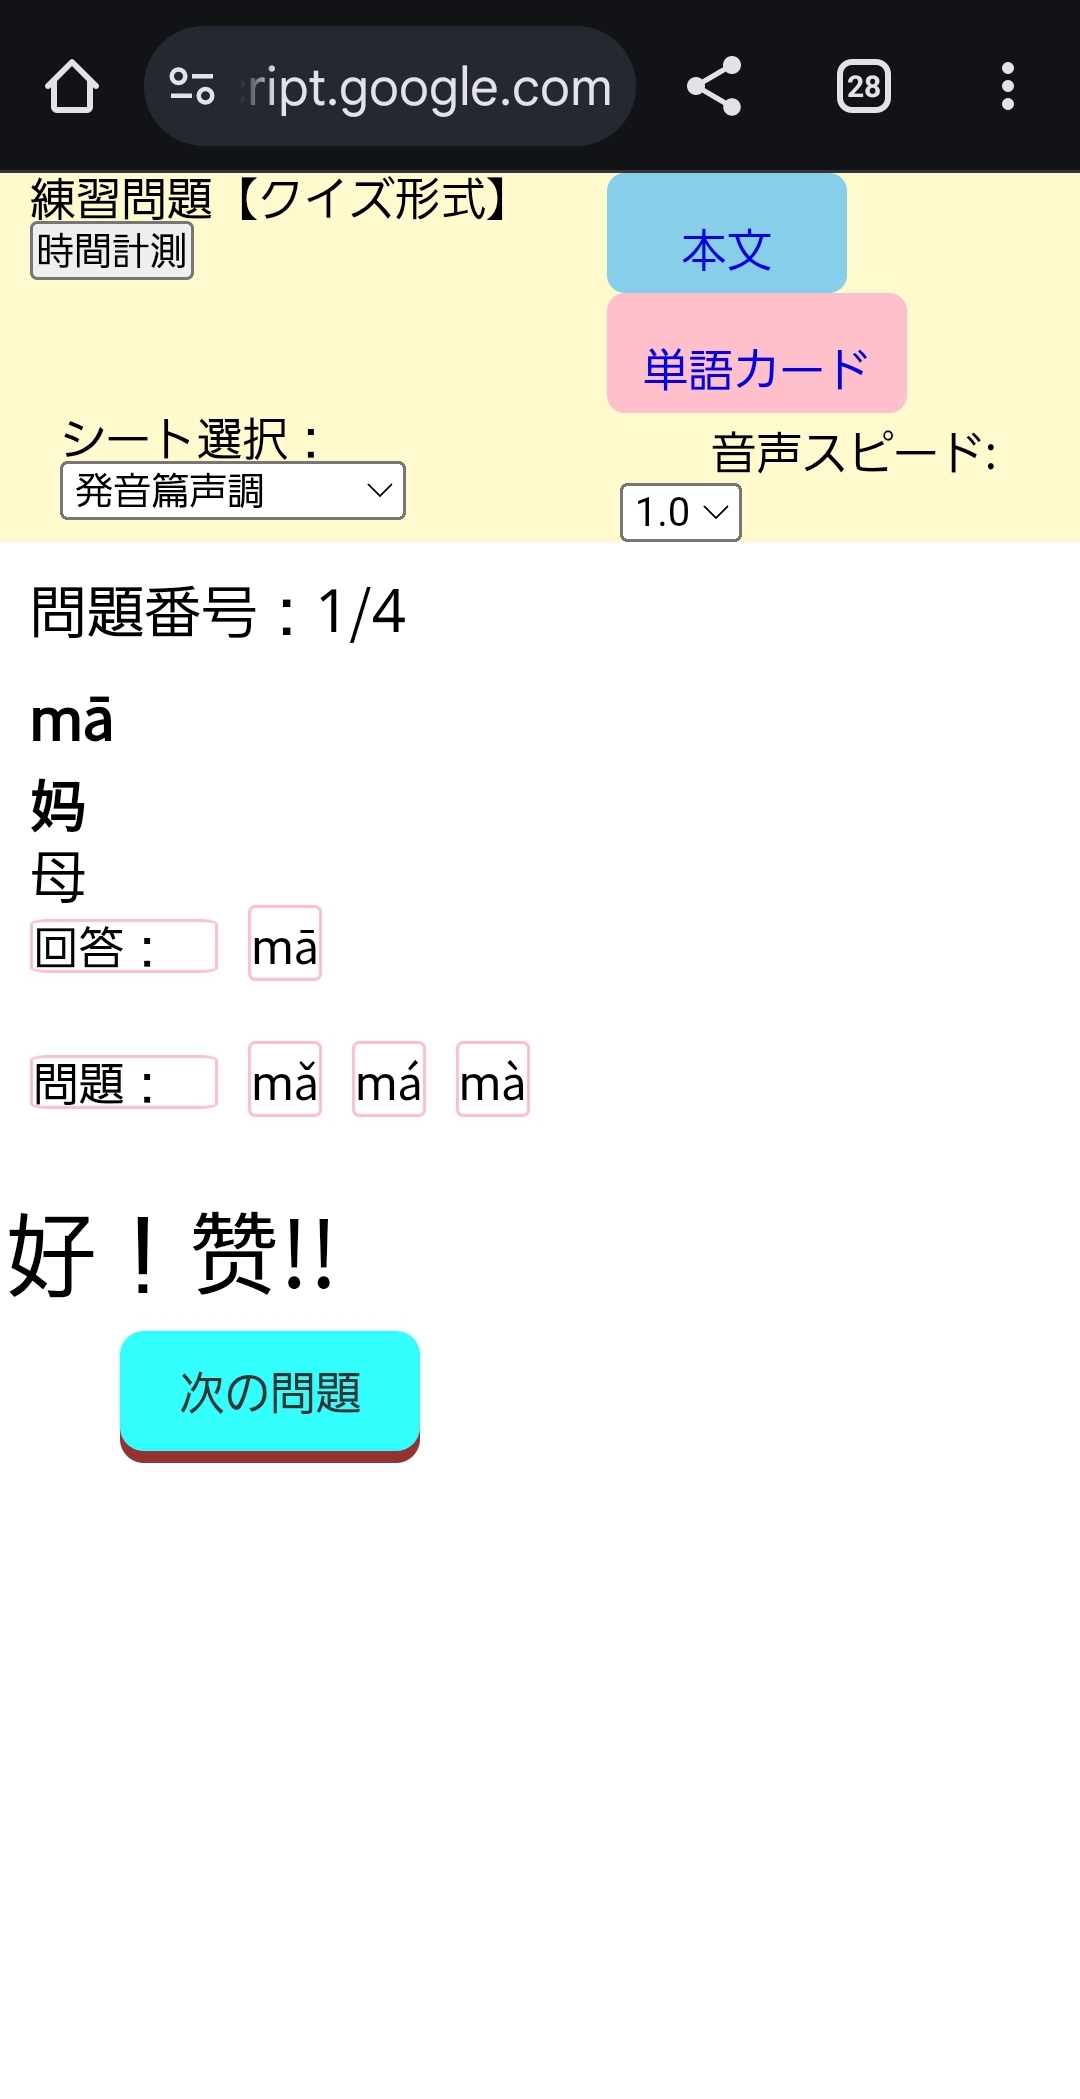 ript.google.com
28
練習問題【クイズ形式】
時間計測
本文
単語カード
シート選択：
発音篇声調
音声スピード:
1.0
問題番号：1/4
mā
妈
母
回答： mā
問題： mǎ má mà
好！赞!!
次の問題